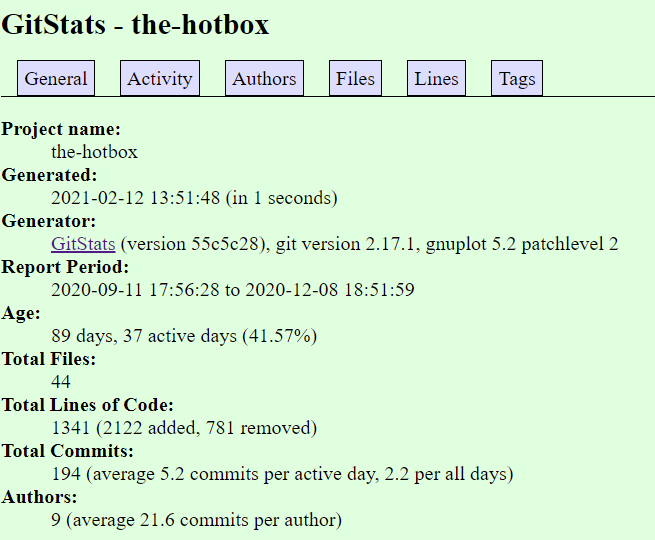 GitStats - the-hotbox
General Activity Authors Files Lines Tags
Project name:
the-hotbox
Generated:
2021-02-12 13:51:48 (in 1 seconds)
Generator:
GitStats (version 55c5c28), git version 2.17.1, gnuplot 5.2 patchlevel 2
Report Period:
2020-09-11 17:56:28 to 2020-12-08 18:51:59
Age:
89 days, 37 active days (41.57%)
Total Files:
44
Total Lines of Code:
1341 (2122 added, 781 removed)
Total Commits:
194 (average 5.2 commits per active day, 2.2 per all days)
Authors:
9 (average 21.6 commits per author)